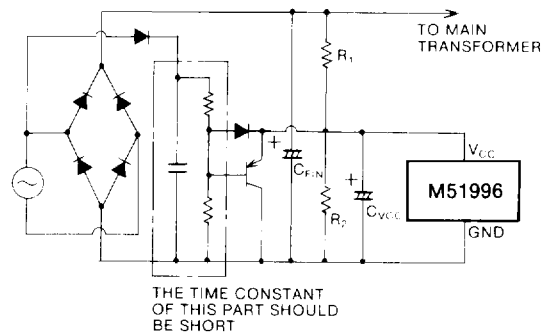 TO MAIN
TRANSFORMER
R1
VCC
CFIN
M51996
R2
CVCC
GND
THE TIME CONSTANT
OF THIS PART SHOULD
BE SHORT